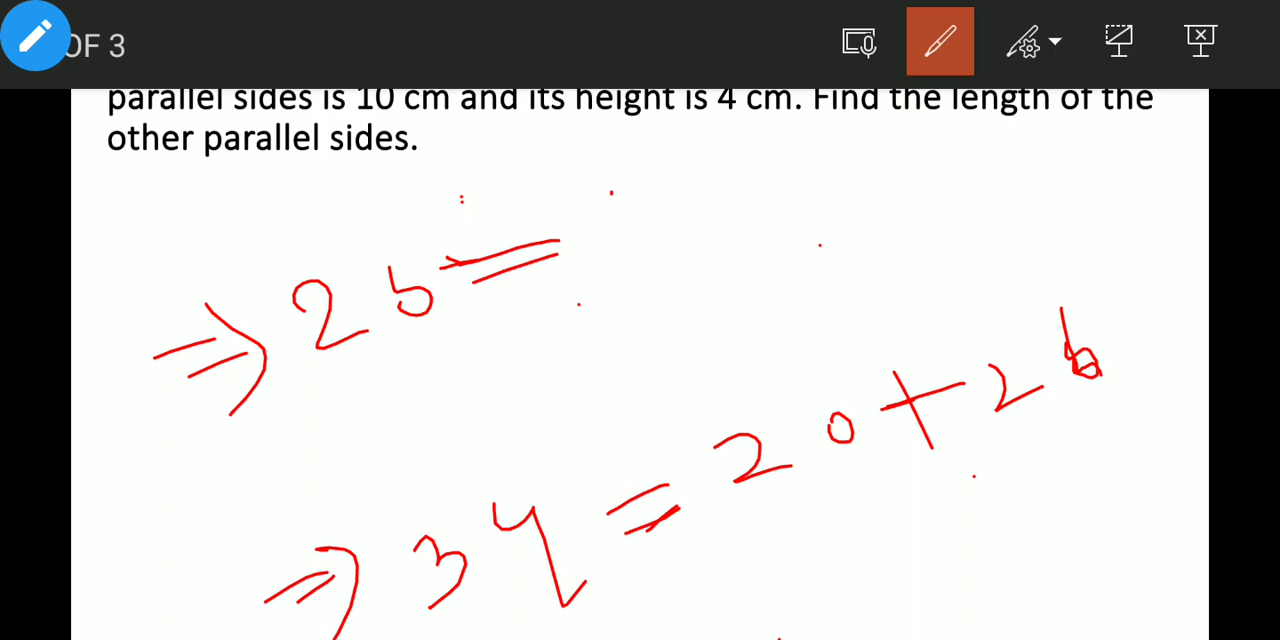 OF 3
parallel sides is 10 cm and its height is 4 cm. Find the length of the
other parallel sides.
⇒ 2b =
⇒ 34 = 20 + 2b